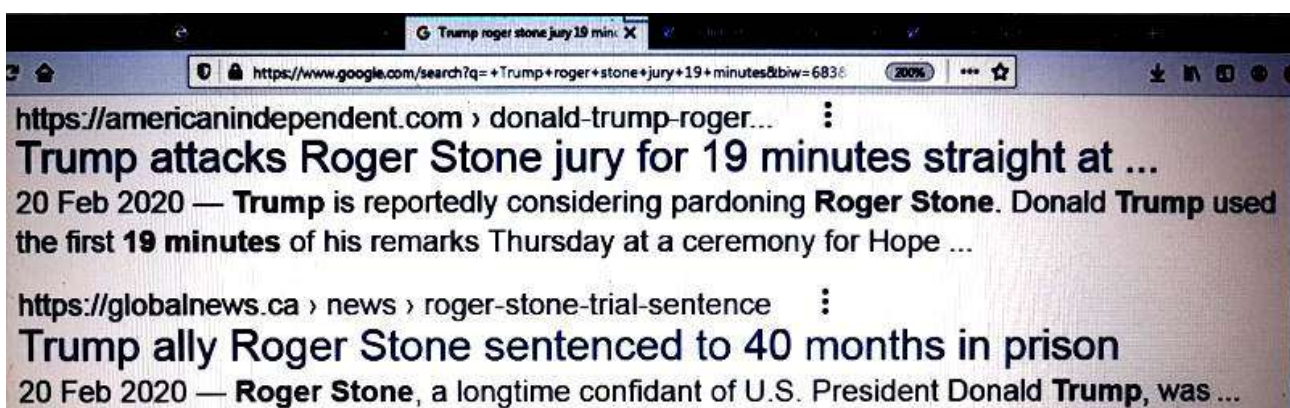 G Trump roger stone jury 19 minu
https://www.google.com/search?q=+Trump+roger+stone+jury+19+minutes&biw=6838
200%
https://americanindependent.com › donald-trump-roger...
Trump attacks Roger Stone jury for 19 minutes straight at ...
20 Feb 2020 — Trump is reportedly considering pardoning Roger Stone. Donald Trump used
the first 19 minutes of his remarks Thursday at a ceremony for Hope ...
https://globalnews.ca › news › roger-stone-trial-sentence
Trump ally Roger Stone sentenced to 40 months in prison
20 Feb 2020 — Roger Stone, a longtime confidant of U.S. President Donald Trump, was ...